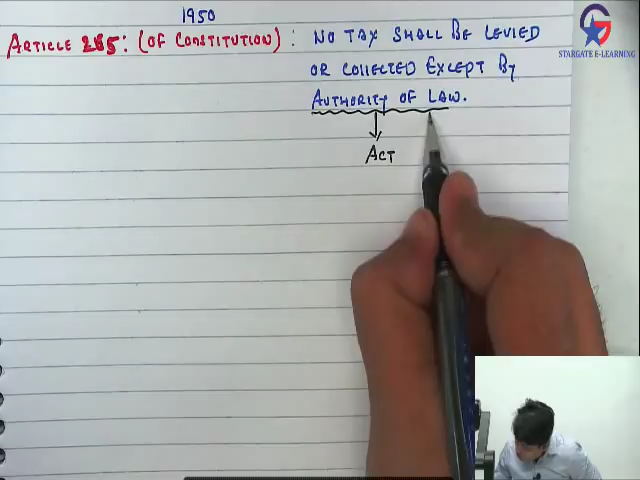 1950
ARTICLE 265: (OF CONSTITUTION): NO TAX SHALL BE LEVIED
OR COLLECTED EXCEPT BY
AUTHORITY OF LAW.
ACT
STARGATE E-LEARNING